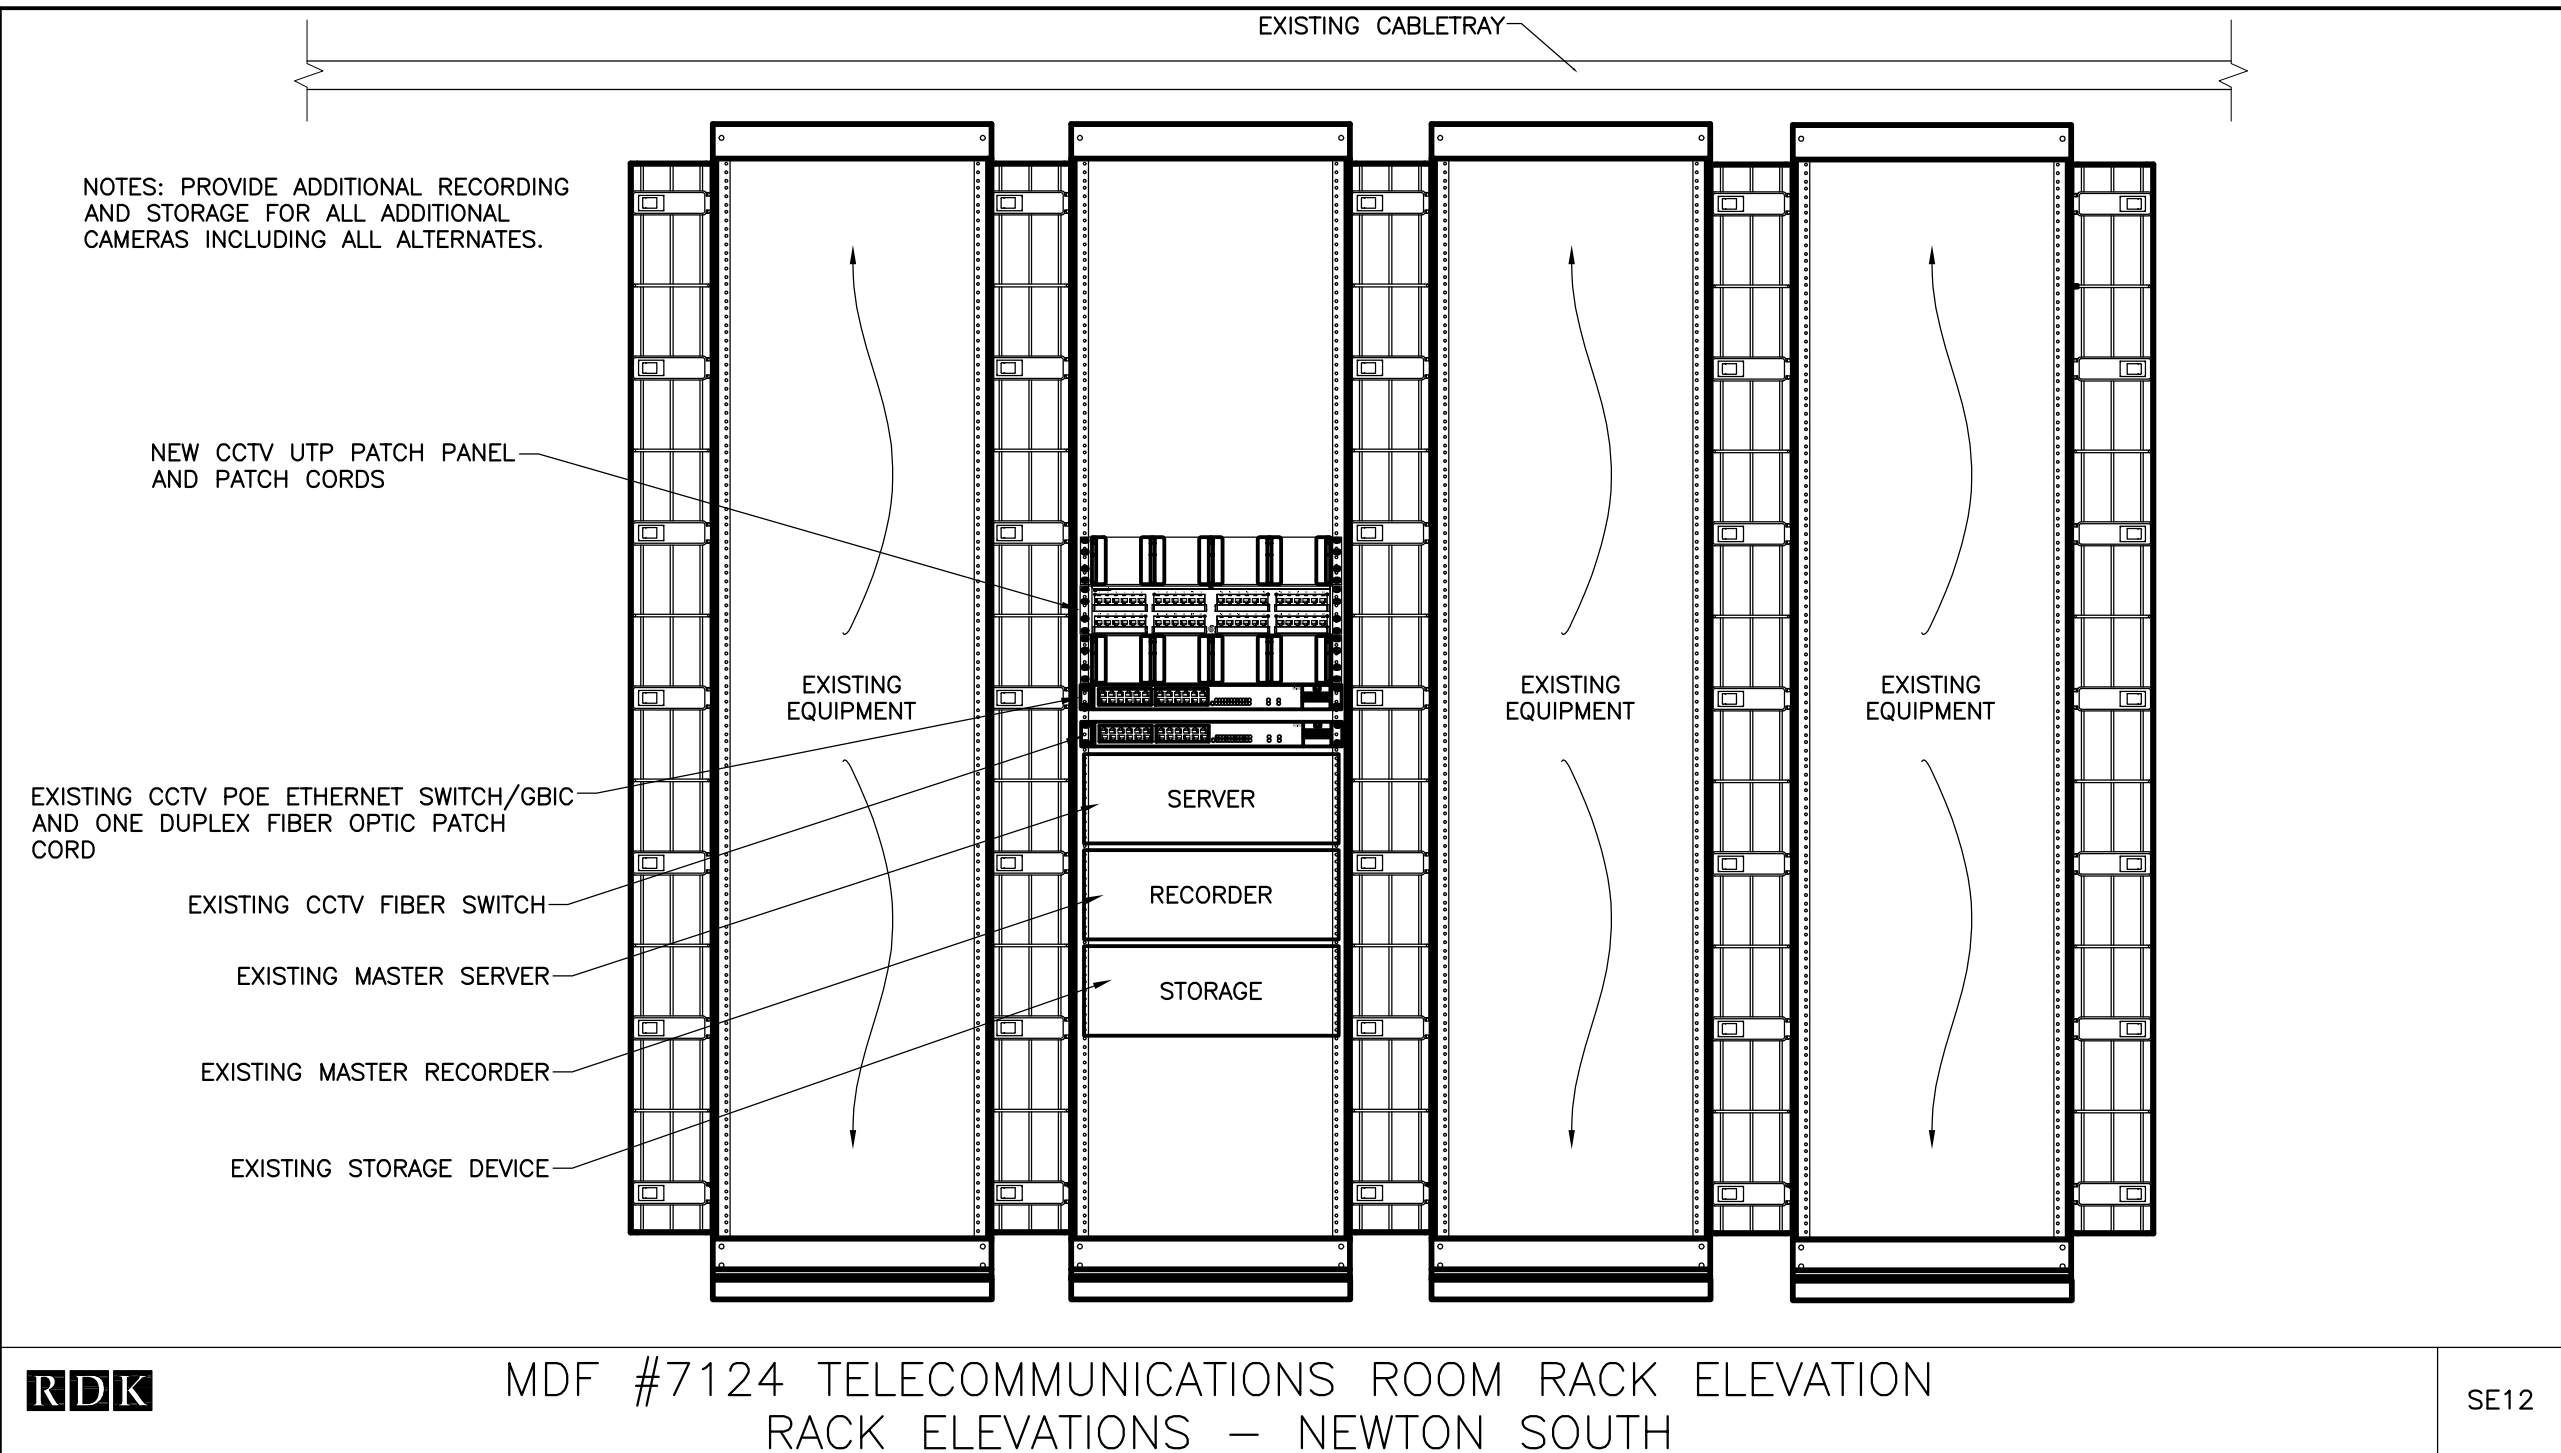 EXISTING CABLETRAY
NOTES: PROVIDE ADDITIONAL RECORDING
AND STORAGE FOR ALL ADDITIONAL
CAMERAS INCLUDING ALL ALTERNATES.
NEW CCTV UTP PATCH PANEL
AND PATCH CORDS
EXISTING
EQUIPMENT
EXISTING
EQUIPMENT
EXISTING
EQUIPMENT
EXISTING CCTV POE ETHERNET SWITCH/GBIC
AND ONE DUPLEX FIBER OPTIC PATCH
CORD
SERVER
EXISTING CCTV FIBER SWITCH
RECORDER
EXISTING MASTER SERVER
STORAGE
EXISTING MASTER RECORDER
EXISTING STORAGE DEVICE
RDK
MDF #7124 TELECOMMUNICATIONS ROOM RACK ELEVATION
RACK ELEVATIONS – NEWTON SOUTH
SE12